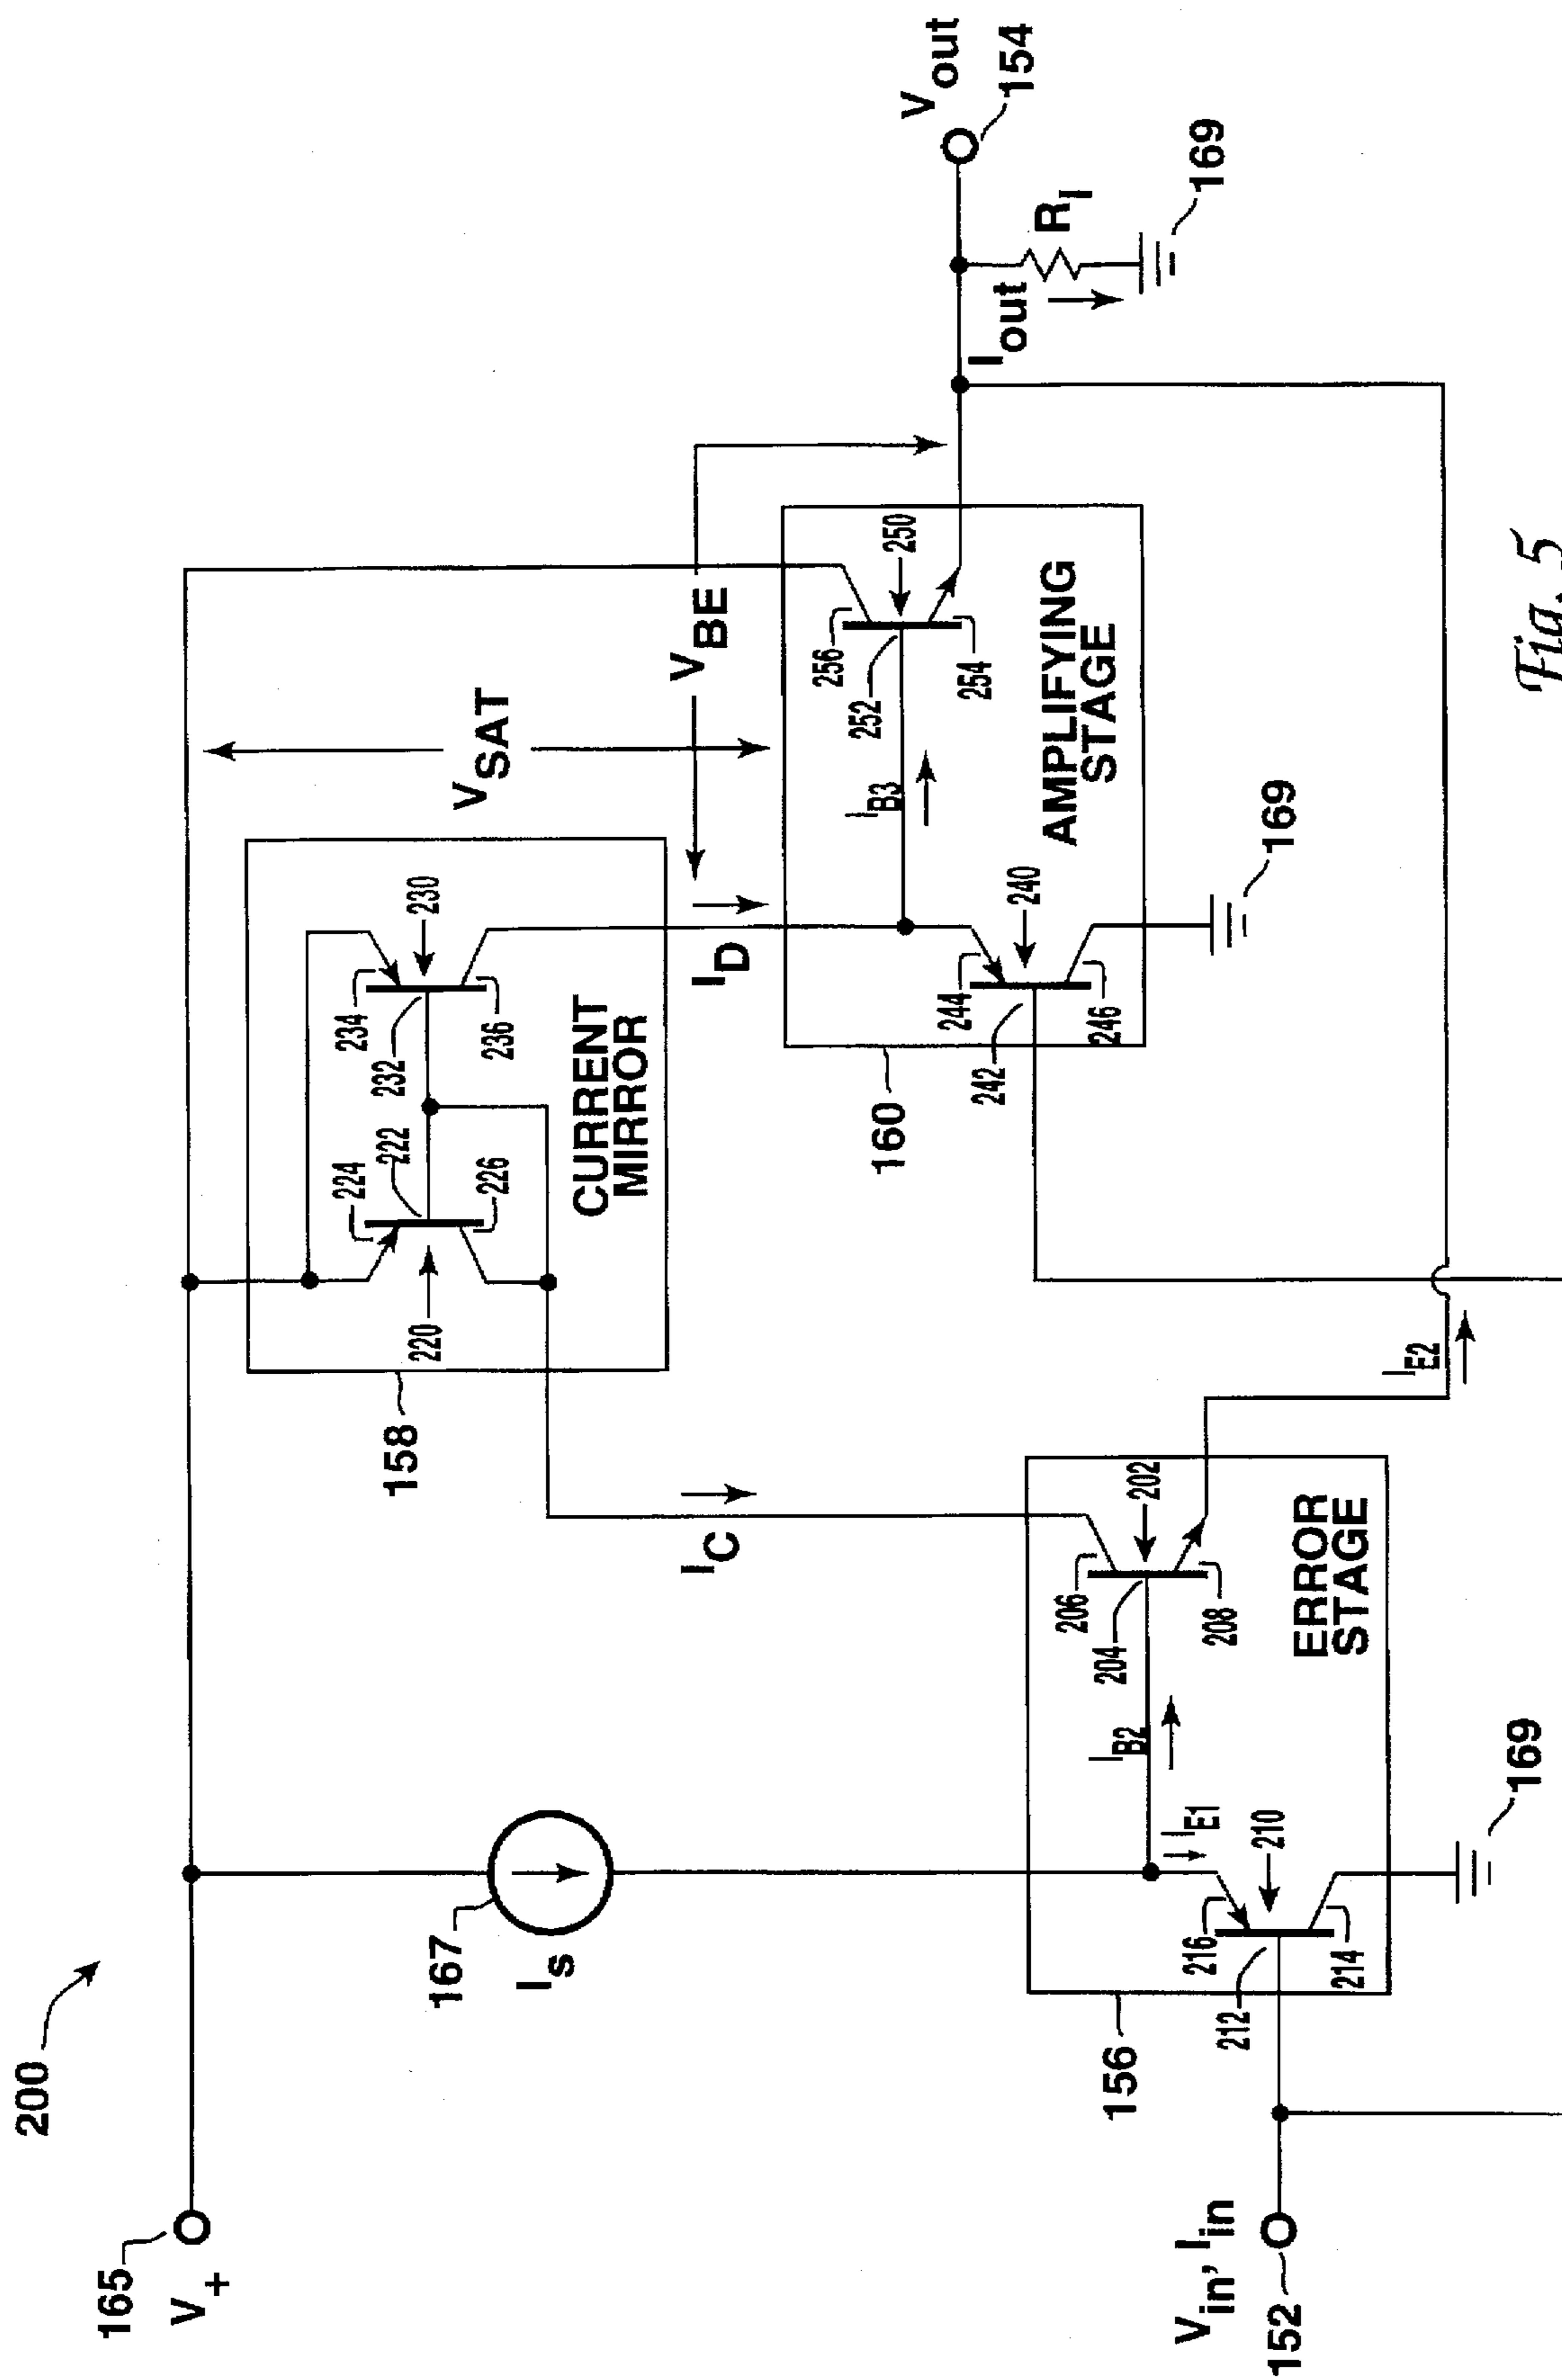 200
165
V+
167
Is
158
220
224
222
226
234
232
230
236
CURRENT
MIRROR
VSAT
VBE
IC
ID
Vin, Iin
152
156
212
216
210
214
IE1
IB2
204
206
202
208
ERROR
STAGE
169
IE2
160
242
244
240
246
IB3
252
256
250
254
AMPLIFYING
STAGE
169
Iout
RI
169
Vout
154
Fig. 5